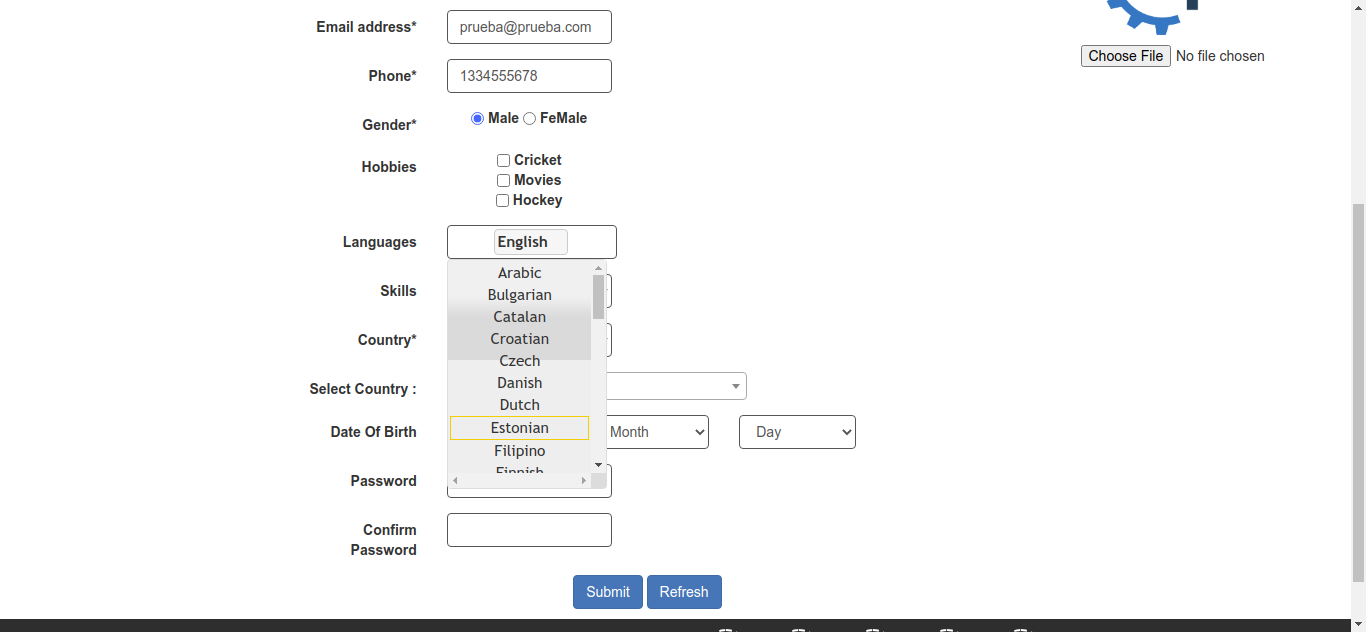 Email address* prueba@prueba.com
Choose File No file chosen
Phone* 1334555678
Gender* Male FeMale
Hobbies Cricket
Movies
Hockey
Languages English
Arabic
Skills Bulgarian
Catalan
Country* Croatian
Czech
Select Country : Danish
Dutch
Date Of Birth Estonian Month Day
Filipino
Finnish
Password
Confirm
Password
Submit Refresh